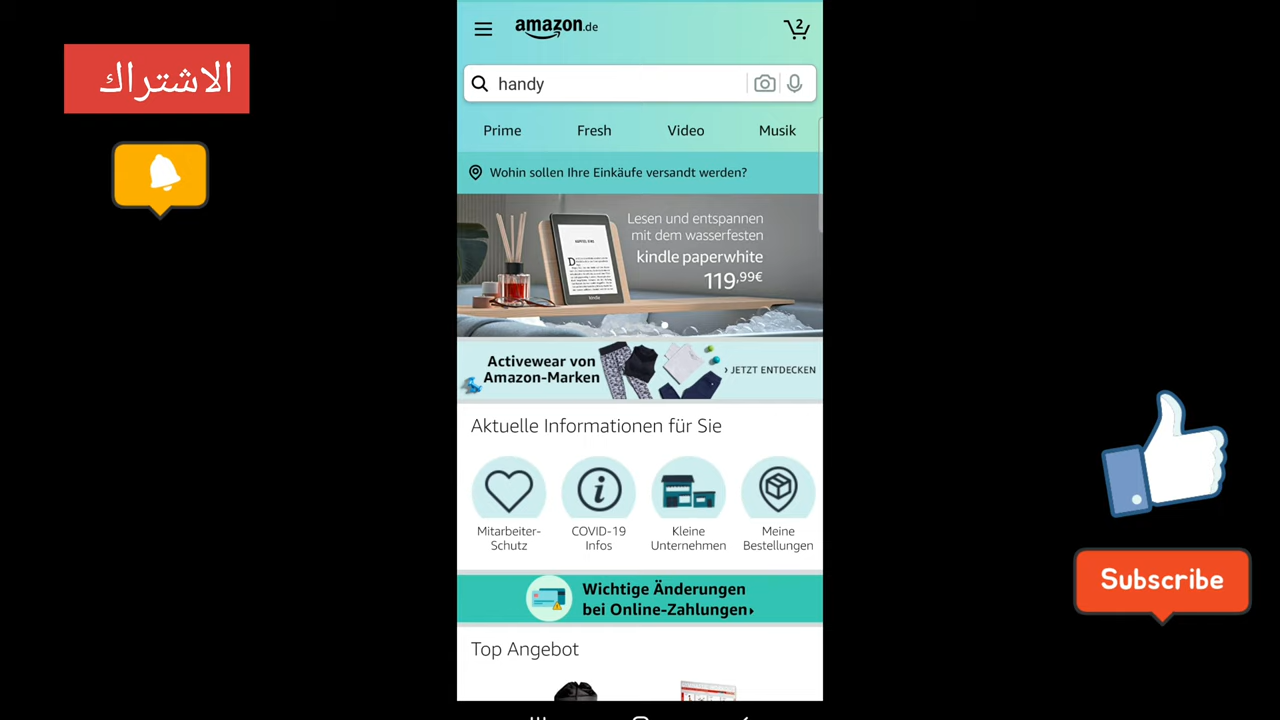 الاشتراك
amazon.de
2
handy
Prime Fresh Video Musik
Wohin sollen Ihre Einkäufe versandt werden?
Lesen und entspannen
mit dem wasserfesten
kindle paperwhite
119,99€
kindle
Activewear von
Amazon-Marken
› JETZT ENTDECKEN
Aktuelle Informationen für Sie
Mitarbeiter-
Schutz
COVID-19
Infos
Kleine
Unternehmen
Meine
Bestellungen
Wichtige Änderungen
bei Online-Zahlungen
Top Angebot
Subscribe